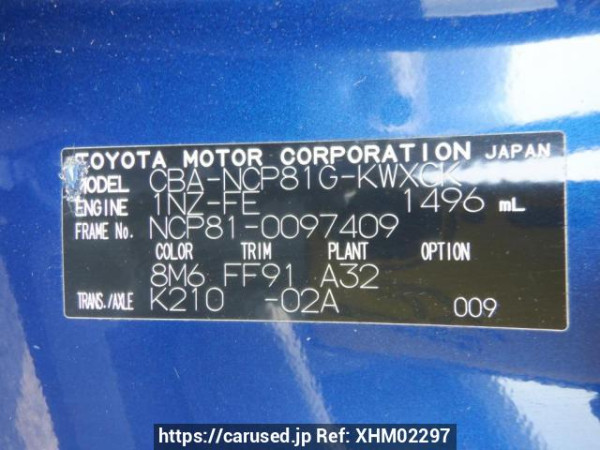 TOYOTA MOTOR CORPORATION JAPAN
MODEL CBA-NCP81G-KWXGK
ENGINE 1NZ-FE 1496 mL
FRAME No. NCP81-0097409
COLOR TRIM PLANT OPTION
8M6 FF91 A32
TRANS./AXLE K210 -02A 009
https://carused.jp Ref: XHM02297